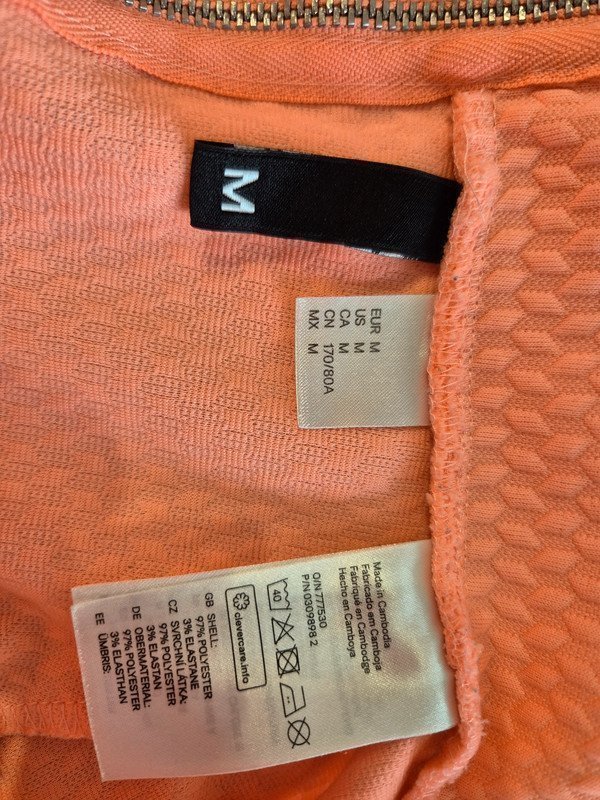 M
EUR M
US M
CA M
CN 170/80A
MX M
Made in Cambodia
Fabricado em Camboja
Fabriqué en Cambodge
Hecho en Camboya
O/N 777530
P/N 0309898 2
40
clevercare.info
GB SHELL:
97% POLYESTER
3% ELASTANE
CZ SVRCHNÍ LÁTKA:
97% POLYESTER
3% ELASTAN
DE OBERMATERIAL:
97% POLYESTER
3% ELASTHAN
EE ÜMBRIS: